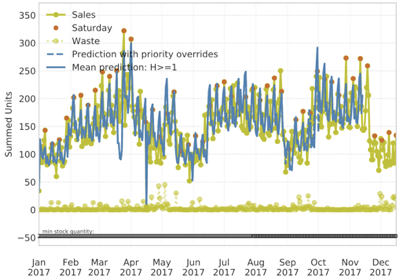 350
300
250
200
150
100
50
0
−50
Summed Units
Sales
Saturday
Waste
Prediction with priority overrides
Mean prediction: H>=1
min stock quantity:
Jan Feb Mar Apr May Jun Jul Aug Sep Oct Nov Dec
2017 2017 2017 2017 2017 2017 2017 2017 2017 2017 2017 2017